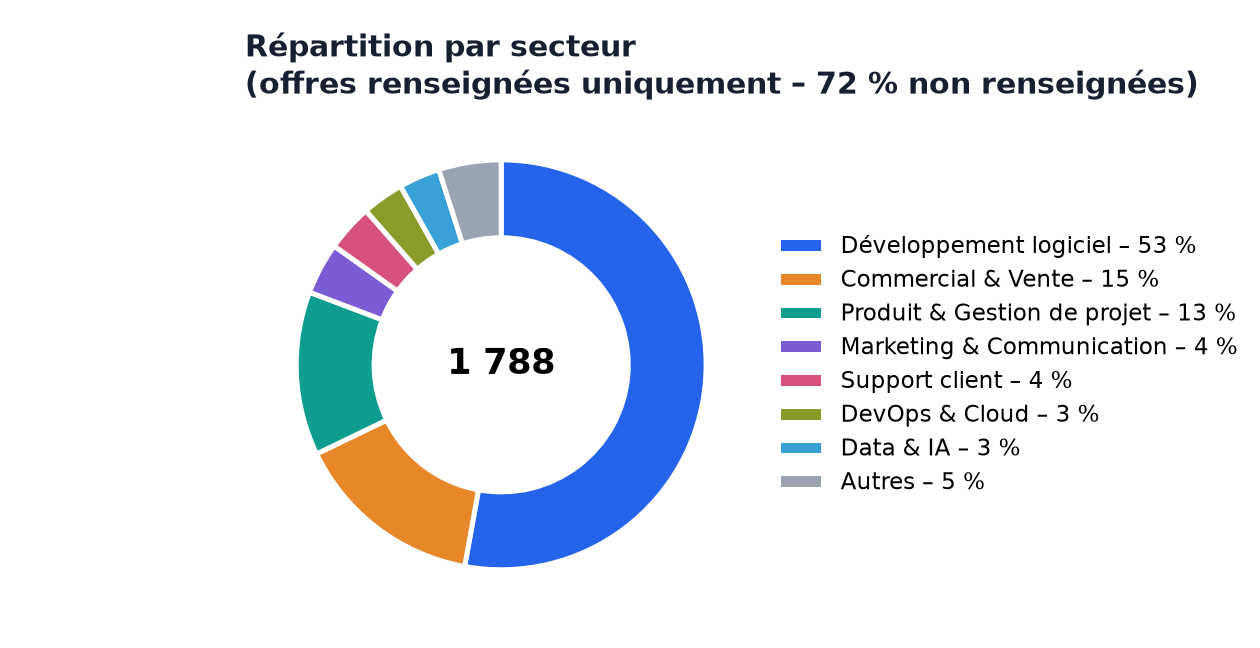 Répartition par secteur
(offres renseignées uniquement – 72 % non renseignées)
1 788
Développement logiciel – 53 %
Commercial & Vente – 15 %
Produit & Gestion de projet – 13 %
Marketing & Communication – 4 %
Support client – 4 %
DevOps & Cloud – 3 %
Data & IA – 3 %
Autres – 5 %